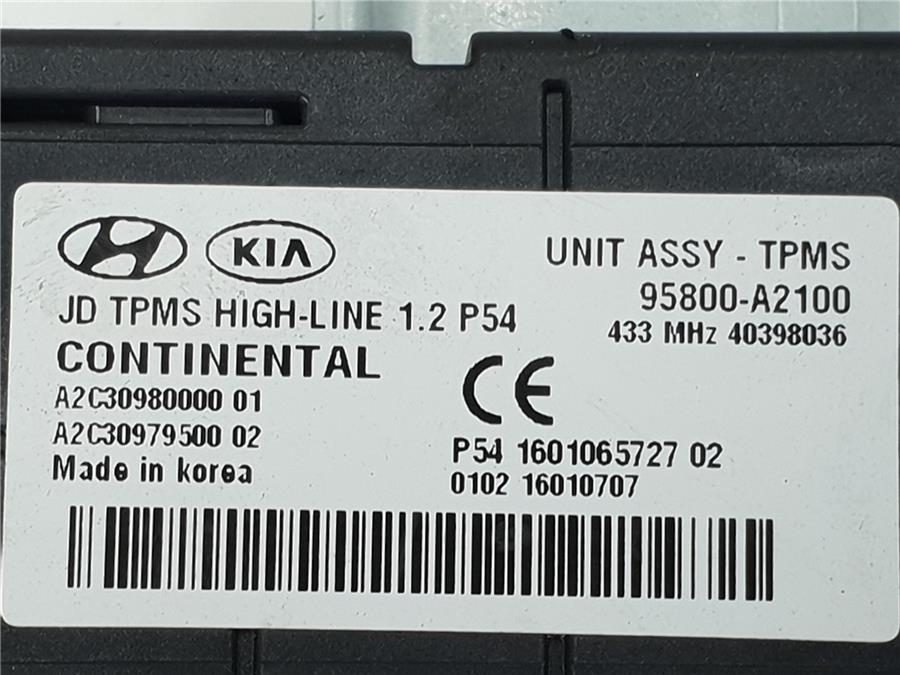 KIA
UNIT ASSY - TPMS
95800-A2100
433 MHz 40398036
JD TPMS HIGH-LINE 1.2 P54
CONTINENTAL
A2C30980000 01
A2C30979500 02
Made in korea
CE
P54 1601065727 02
0102 16010707